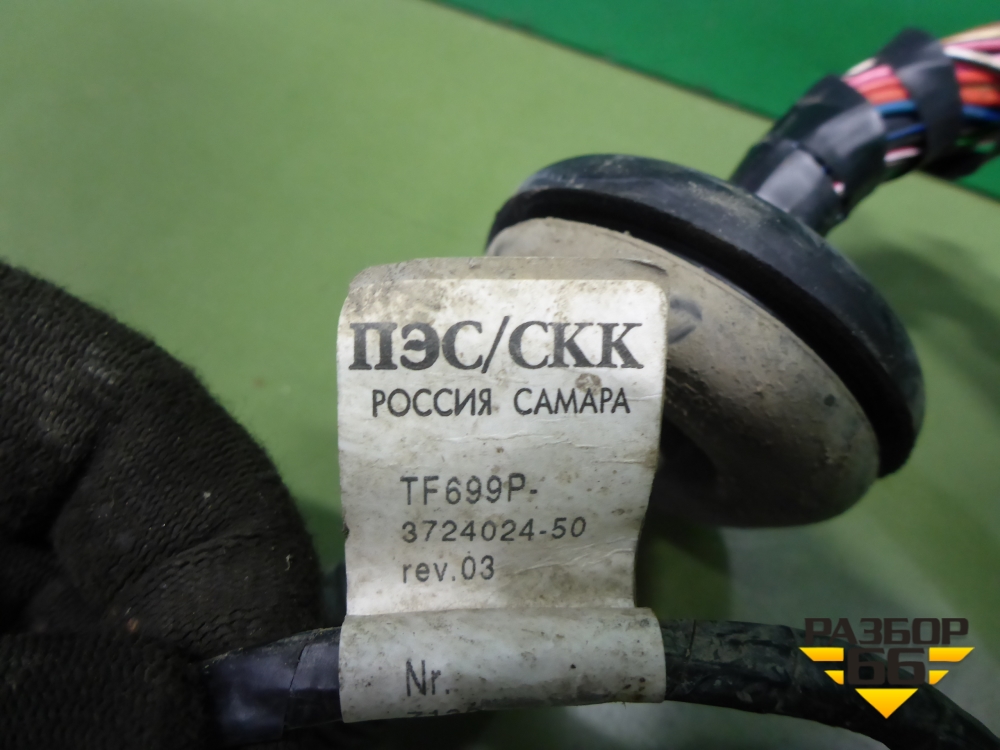 ПЭС/СКК
РОССИЯ САМАРА
TF699P-
3724024-50
rev.03
Nr.
РАЗБОР
66